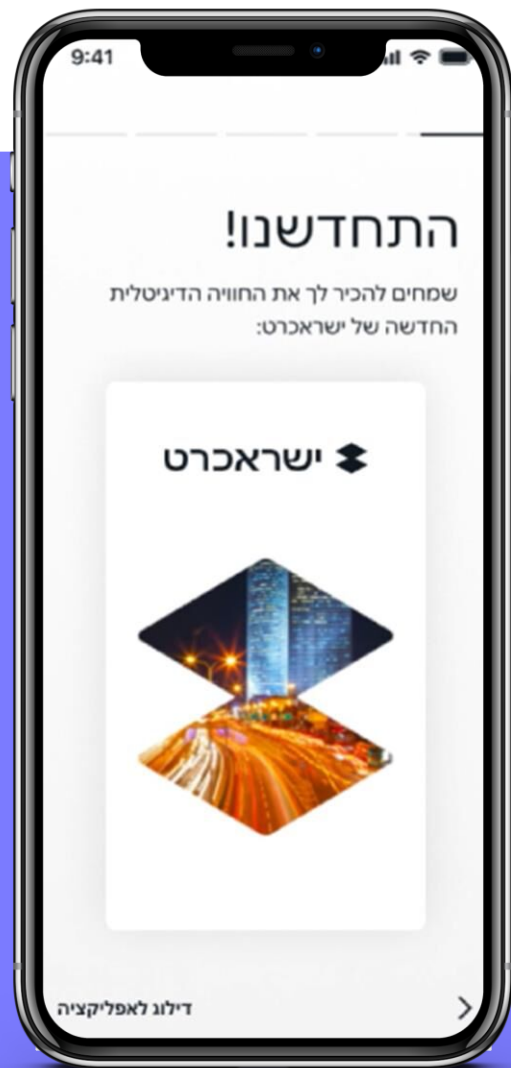 9:41
התחדשנו!
שמחים להכיר לך את החוויה הדיגיטלית
החדשה של ישראכרט:
ישראכרט
דילוג לאפליקציה